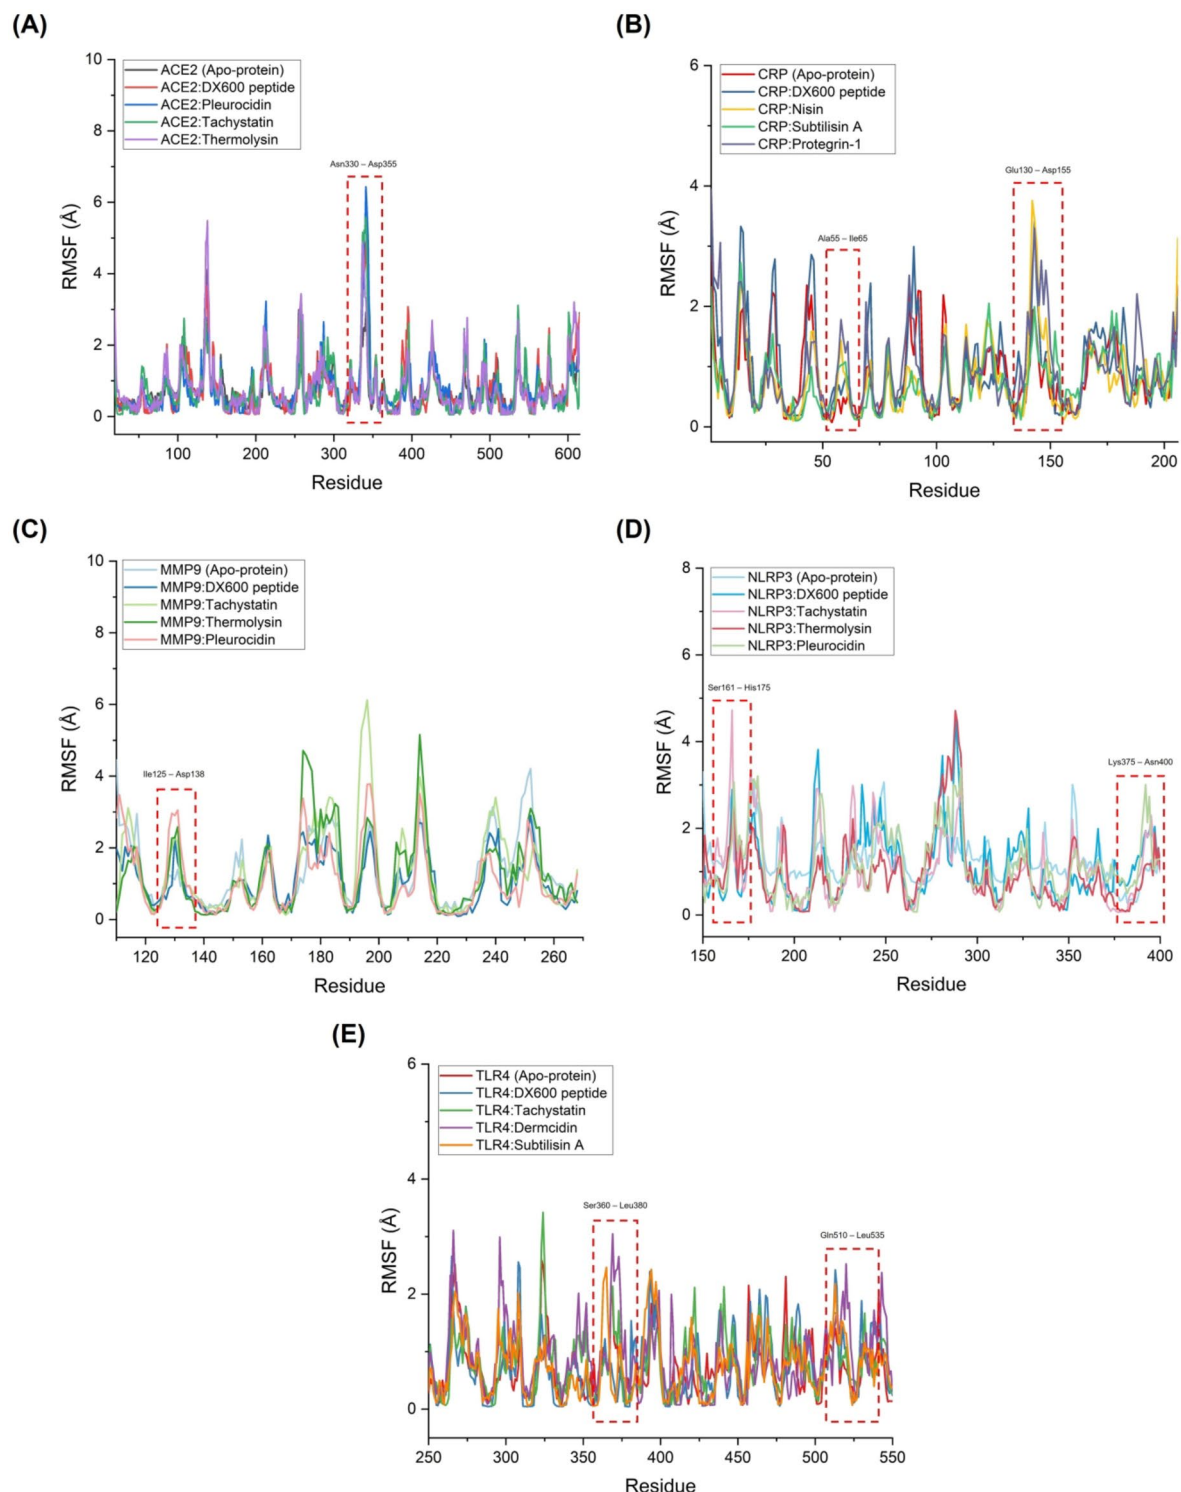 (A)
10
ACE2 (Apo-protein)
ACE2:DX600 peptide
ACE2:Pleurocidin
ACE2:Tachystatin
ACE2:Thermolysin
8
Asn330 – Asp355
6
RMSF (Å)
4
2
0
100 200 300 400 500 600
Residue
(B)
6
CRP (Apo-protein)
CRP:DX600 peptide
CRP:Nisin
CRP:Subtilisin A
CRP:Protegrin-1
Glu130 – Asp155
4
Ala55 – Ile65
RMSF (Å)
2
0
50 100 150 200
Residue
(C)
10
MMP9 (Apo-protein)
MMP9:DX600 peptide
MMP9:Tachystatin
MMP9:Thermolysin
MMP9:Pleurocidin
8
6
RMSF (Å)
Ile125 – Asp138
4
2
0
120 140 160 180 200 220 240 260
Residue
(D)
8
NLRP3 (Apo-protein)
NLRP3:DX600 peptide
NLRP3:Tachystatin
NLRP3:Thermolysin
NLRP3:Pleurocidin
6
Ser161 – His175
RMSF (Å)
4
Lys375 – Asn400
2
0
150 200 250 300 350 400
Residue
(E)
6
TLR4 (Apo-protein)
TLR4:DX600 peptide
TLR4:Tachystatin
TLR4:Dermcidin
TLR4:Subtilisin A
4
Ser360 – Leu380
Gln510 – Leu535
RMSF (Å)
2
0
250 300 350 400 450 500 550
Residue